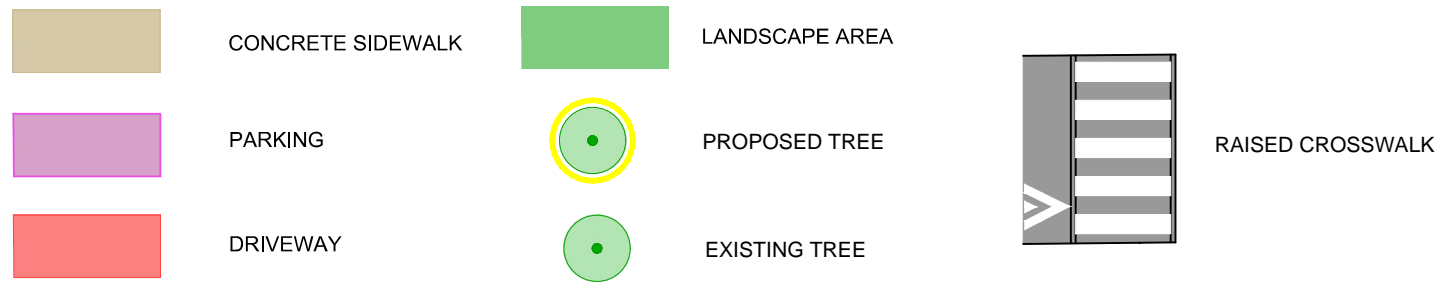 CONCRETE SIDEWALK
PARKING
DRIVEWAY
LANDSCAPE AREA
PROPOSED TREE
EXISTING TREE
RAISED CROSSWALK